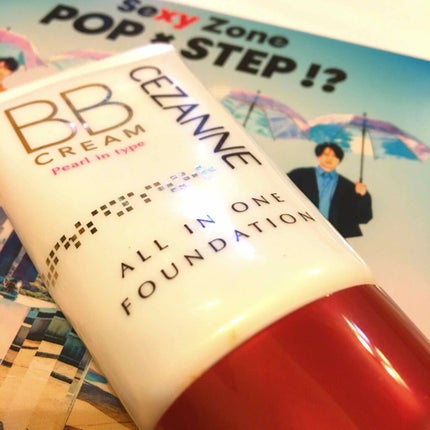 Sexy Zone
POP × STEP!?
BB
CREAM
Pearl in type
CEZANNE
ALL IN ONE
FOUNDATION